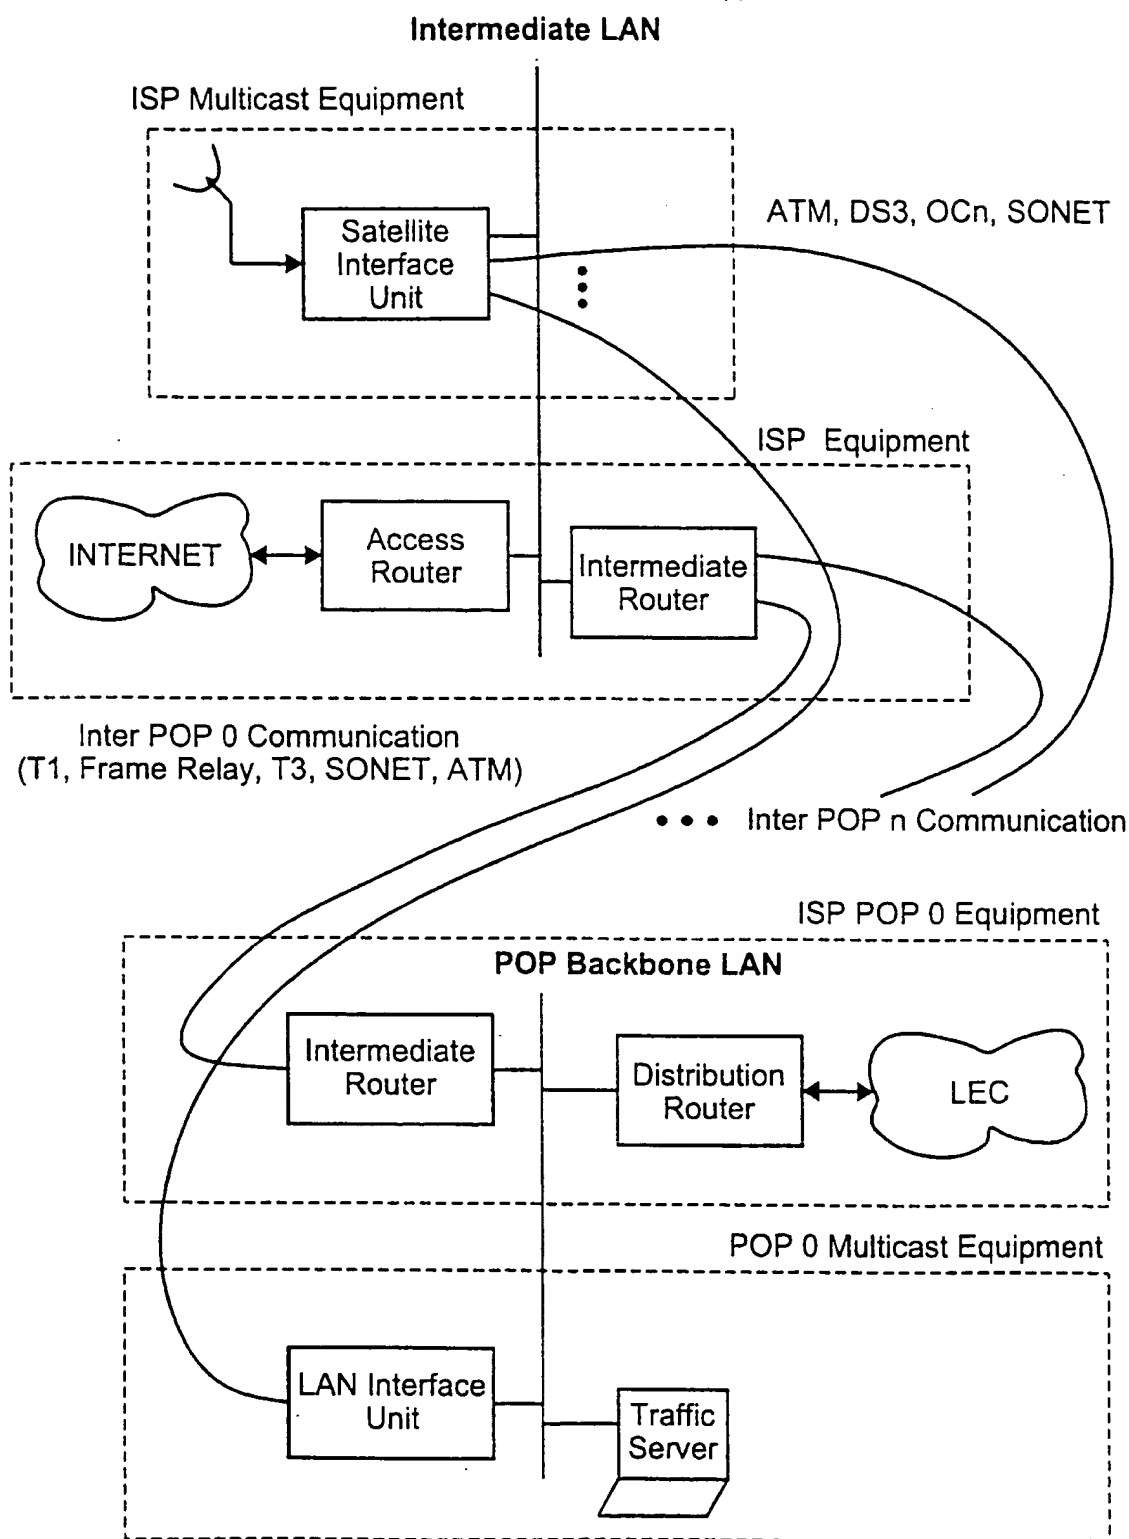 Intermediate LAN
ISP Multicast Equipment
ATM, DS3, OCn, SONET
Satellite
Interface
Unit
ISP Equipment
INTERNET
Access
Router
Intermediate
Router
Inter POP 0 Communication
(T1, Frame Relay, T3, SONET, ATM)
Inter POP n Communication
ISP POP 0 Equipment
POP Backbone LAN
Intermediate
Router
Distribution
Router
LEC
POP 0 Multicast Equipment
LAN Interface
Unit
Traffic
Server